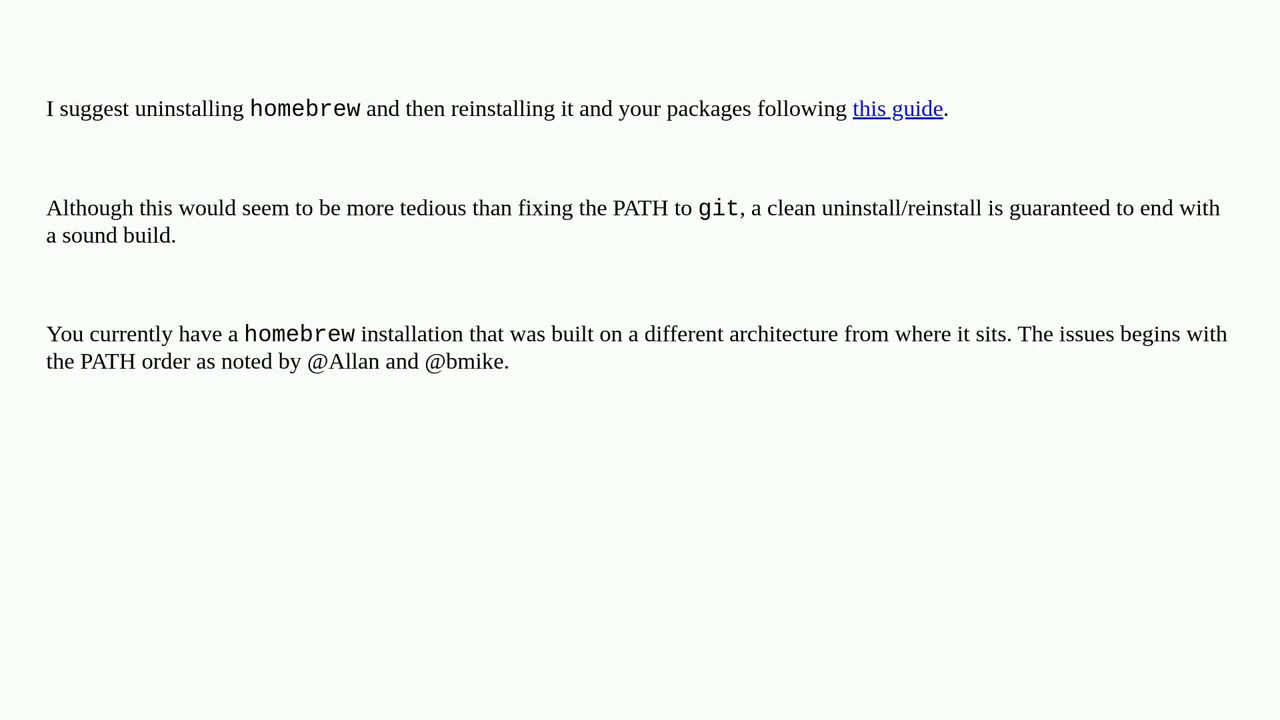 I suggest uninstalling homebrew and then reinstalling it and your packages following this guide.
Although this would seem to be more tedious than fixing the PATH to git, a clean uninstall/reinstall is guaranteed to end with
a sound build.
You currently have a homebrew installation that was built on a different architecture from where it sits. The issues begins with
the PATH order as noted by @Allan and @bmike.